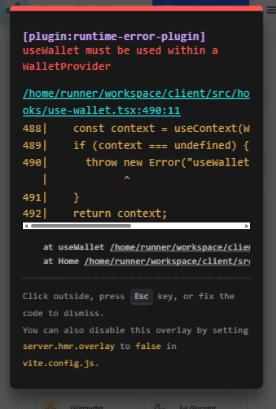 [plugin:runtime-error-plugin]
useWallet must be used within a
WalletProvider
/home/runner/workspace/client/src/ho
oks/use-wallet.tsx:490:11
488|    const context = useContext(W
489|    if (context === undefined) {
490|      throw new Error("useWallet
   |            ^
491|    }
492|    return context;
at useWallet /home/runner/workspace/clie
at Home /home/runner/workspace/client/sr
Click outside, press Esc key, or fix the
code to dismiss.
You can also disable this overlay by setting
server.hmr.overlay to false in
vite.config.js.